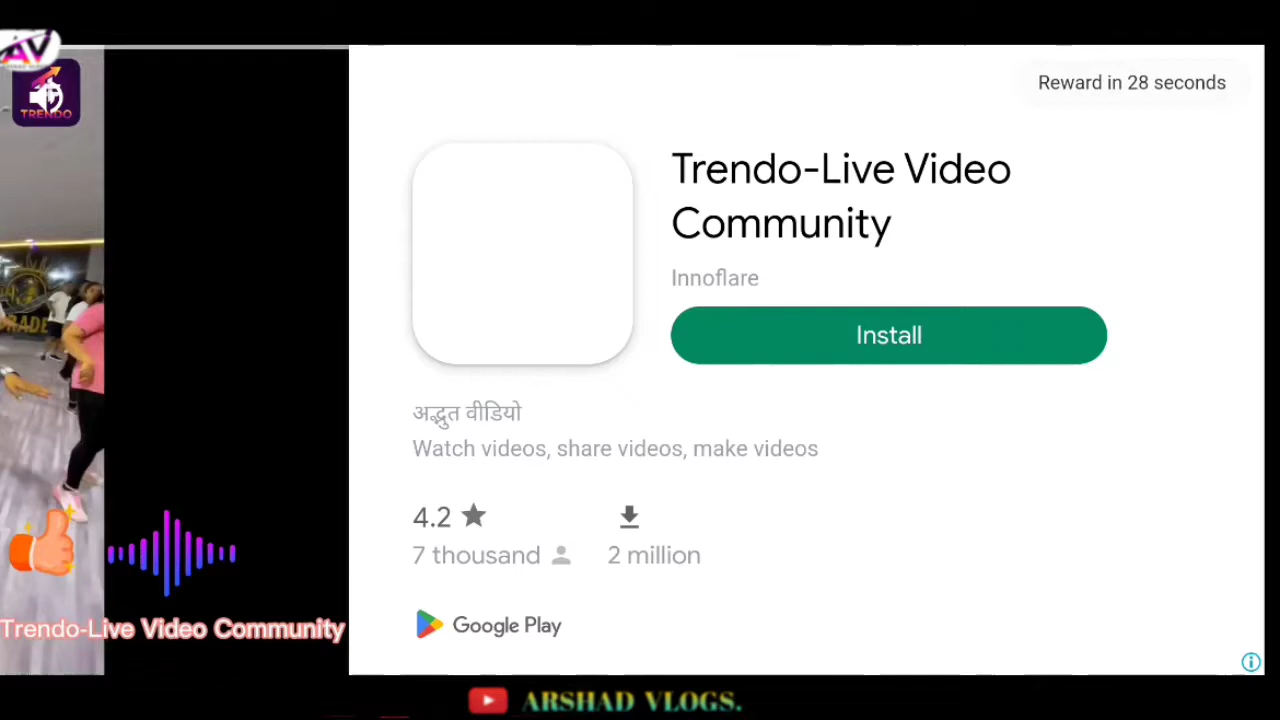 AV
TRENDO
Reward in 28 seconds
Trendo-Live Video
Community
Innoflare
Install
अद्भुत वीडियो
Watch videos, share videos, make videos
4.2
7 thousand
2 million
Google Play
Trendo-Live Video Community
ARSHAD VLOGS.